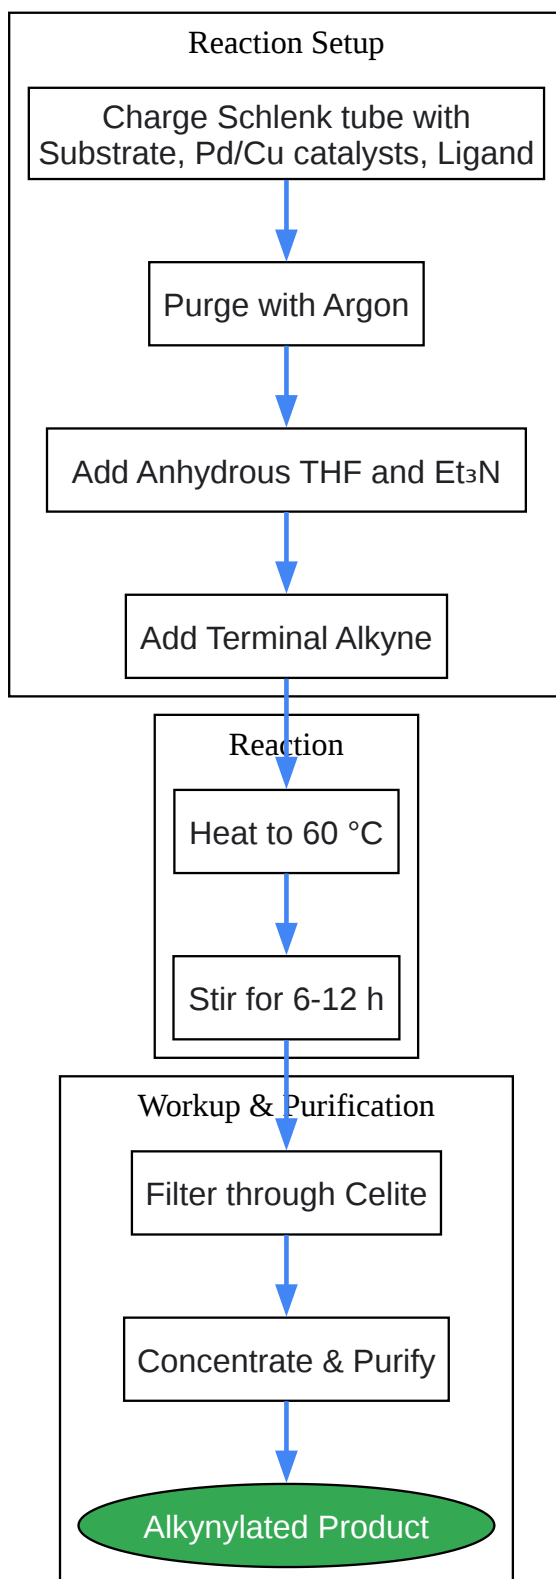 Reaction Setup
Charge Schlenk tube with
Substrate, Pd/Cu catalysts, Ligand
Purge with Argon
Add Anhydrous THF and Et₃N
Add Terminal Alkyne
Reaction
Heat to 60 °C
Stir for 6-12 h
Workup & Purification
Filter through Celite
Concentrate & Purify
Alkynylated Product